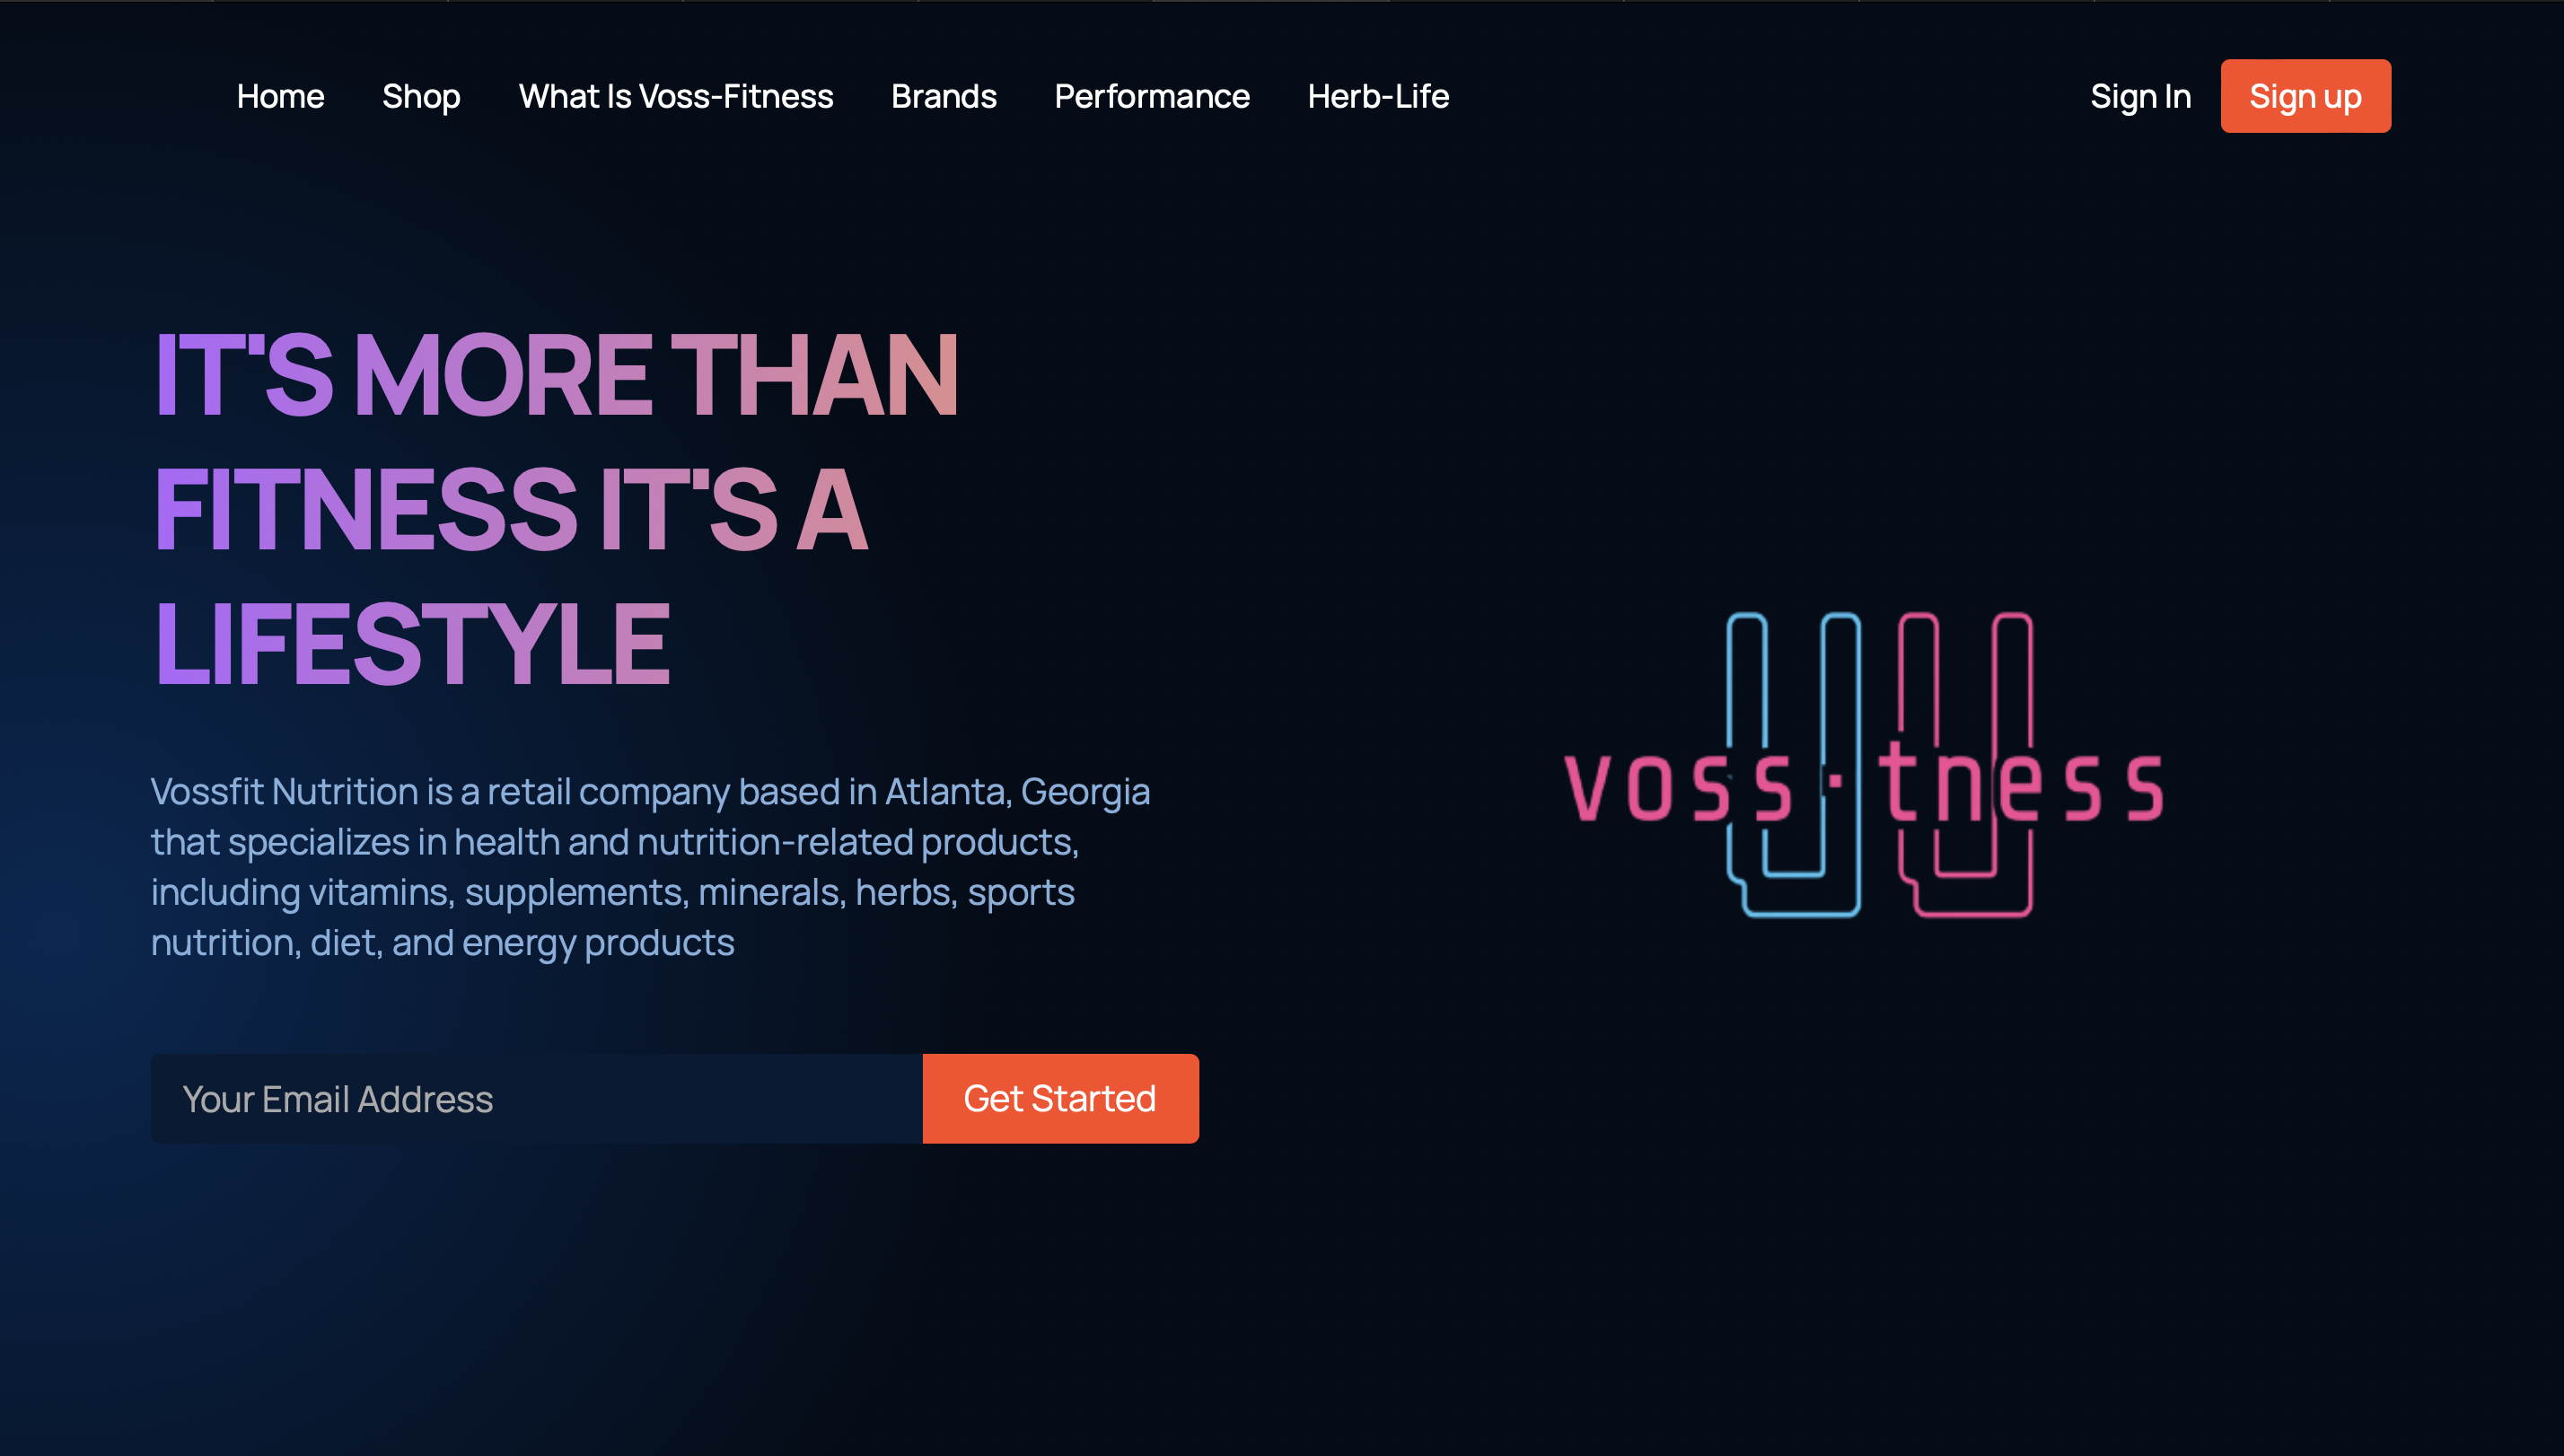 Home Shop What Is Voss-Fitness Brands Performance Herb-Life Sign In Sign up
IT'S MORE THAN
FITNESS IT'S A
LIFESTYLE
Vossfit Nutrition is a retail company based in Atlanta, Georgia
that specializes in health and nutrition-related products,
including vitamins, supplements, minerals, herbs, sports
nutrition, diet, and energy products
voss·tness
Your Email Address Get Started